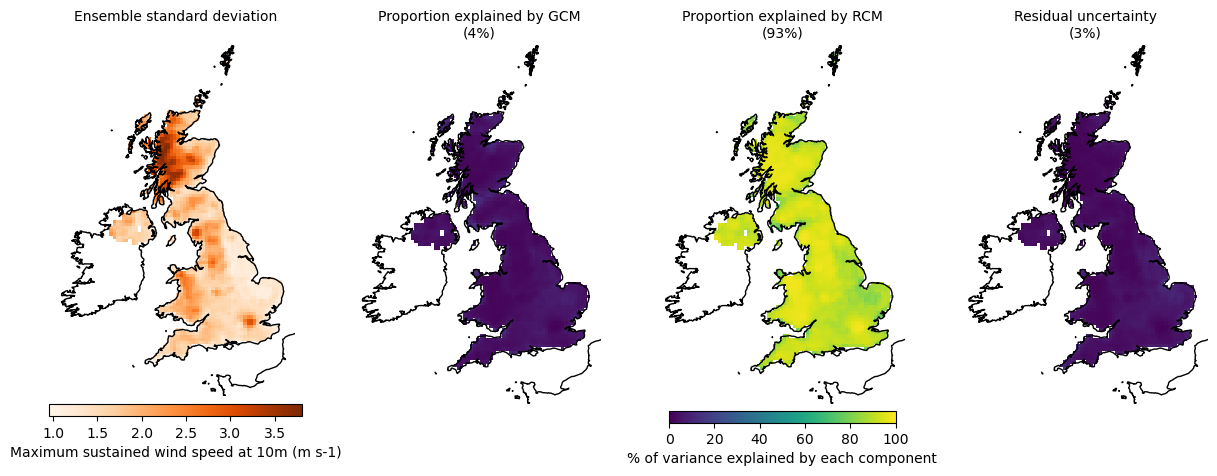 Ensemble standard deviation
Proportion explained by GCM
(4%)
Proportion explained by RCM
(93%)
Residual uncertainty
(3%)
1.0 1.5 2.0 2.5 3.0 3.5
Maximum sustained wind speed at 10m (m s-1)
0 20 40 60 80 100
% of variance explained by each component